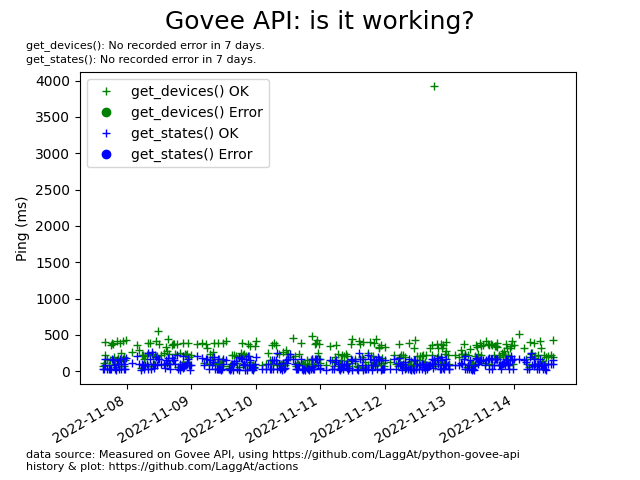 Govee API: is it working?
get_devices(): No recorded error in 7 days.
get_states(): No recorded error in 7 days.
4000
3500
3000
2500
2000
1500
1000
500
0
Ping (ms)
get_devices() OK
get_devices() Error
get_states() OK
get_states() Error
2022-11-08
2022-11-09
2022-11-10
2022-11-11
2022-11-12
2022-11-13
2022-11-14
data source: Measured on Govee API, using https://github.com/LaggAt/python-govee-api
history & plot: https://github.com/LaggAt/actions